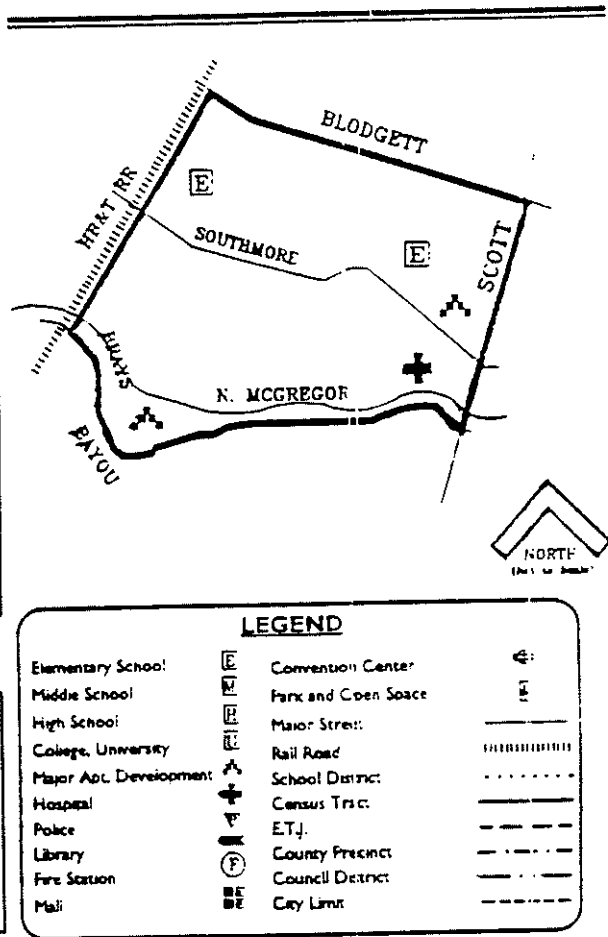 BLODGETT
HB&T RR
E
SOUTHMORE
E
SCOTT
BRAYS
N. MCGREGOR
BAYOU
NORTH
LEGEND
Elementary School E Convention Center
Middle School M Park and Open Space
High School H Major Street
College, University U Rail Road
Major Apt. Development School District
Hospital Census Tract
Police P E.T.J.
Library County Precinct
Fire Station F Council District
Mall City Limit